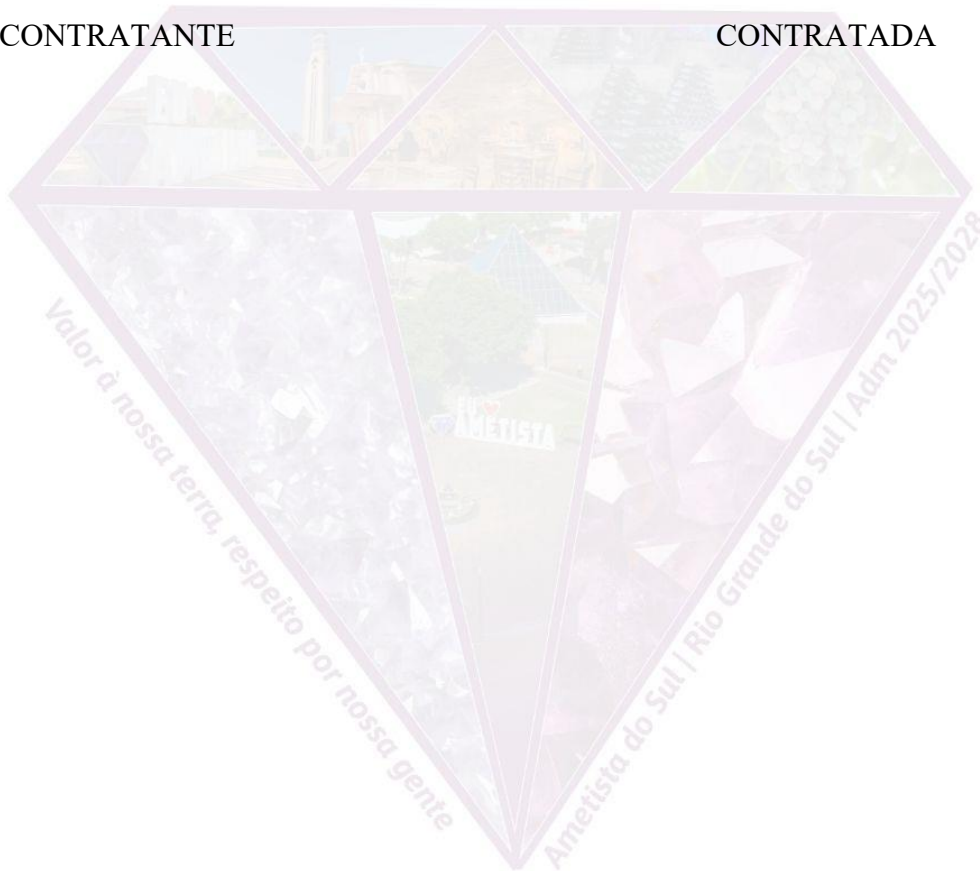 CONTRATANTE CONTRATADA
Valor à nossa terra, respeito por nossa gente
Ametista do Sul | Rio Grande do Sul | Adm 2025/2028
AMETISTA